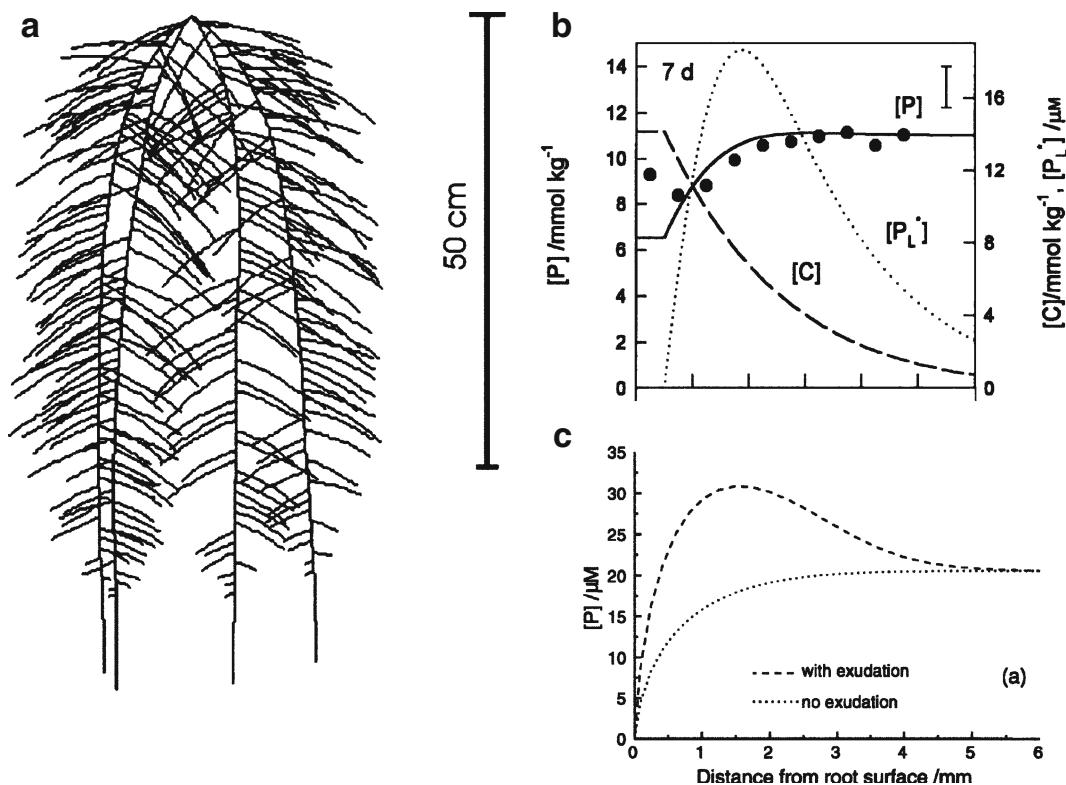 a
50 cm
b
7 d
[P]
[P_L^*]
[C]
[P] /mmol kg⁻¹
14
12
10
8
6
4
2
0
16
12
8
4
0
[C]/mmol kg⁻¹, [P_L^*] /μM
c
35
30
25
20
15
10
5
0
[P] /μM
with exudation
no exudation
(a)
0 1 2 3 4 5 6
Distance from root surface /mm